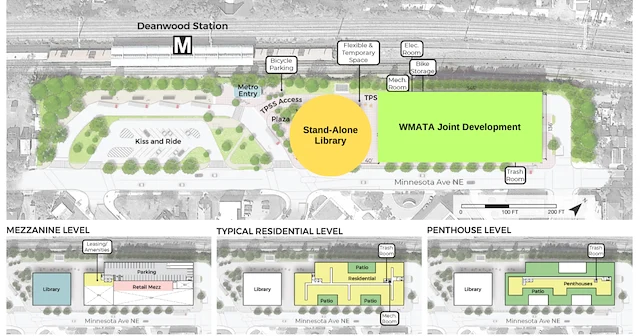 Deanwood Station
M
Bicycle
Parking
Flexible &
Temporary
Space
Elec.
Room
Bike
Storage
Mech.
Room
Metro
Entry
TPSS Access
Plaza
TPS
Kiss and Ride
Stand-Alone
Library
WMATA Joint Development
40'
Trash
Room
Minnesota Ave NE
0
100 FT
200 FT
MEZZANINE LEVEL
Leasing/
Amenities
Parking
Library
Retail Mezz
Minnesota Ave NE
TYPICAL RESIDENTIAL LEVEL
Trash
Room
Patio
Library
Residential
Patio
Patio
Minnesota Ave NE
Mech
Room
PENTHOUSE LEVEL
Trash
Room
Library
Penthouses
Patio
Minnesota Ave NE